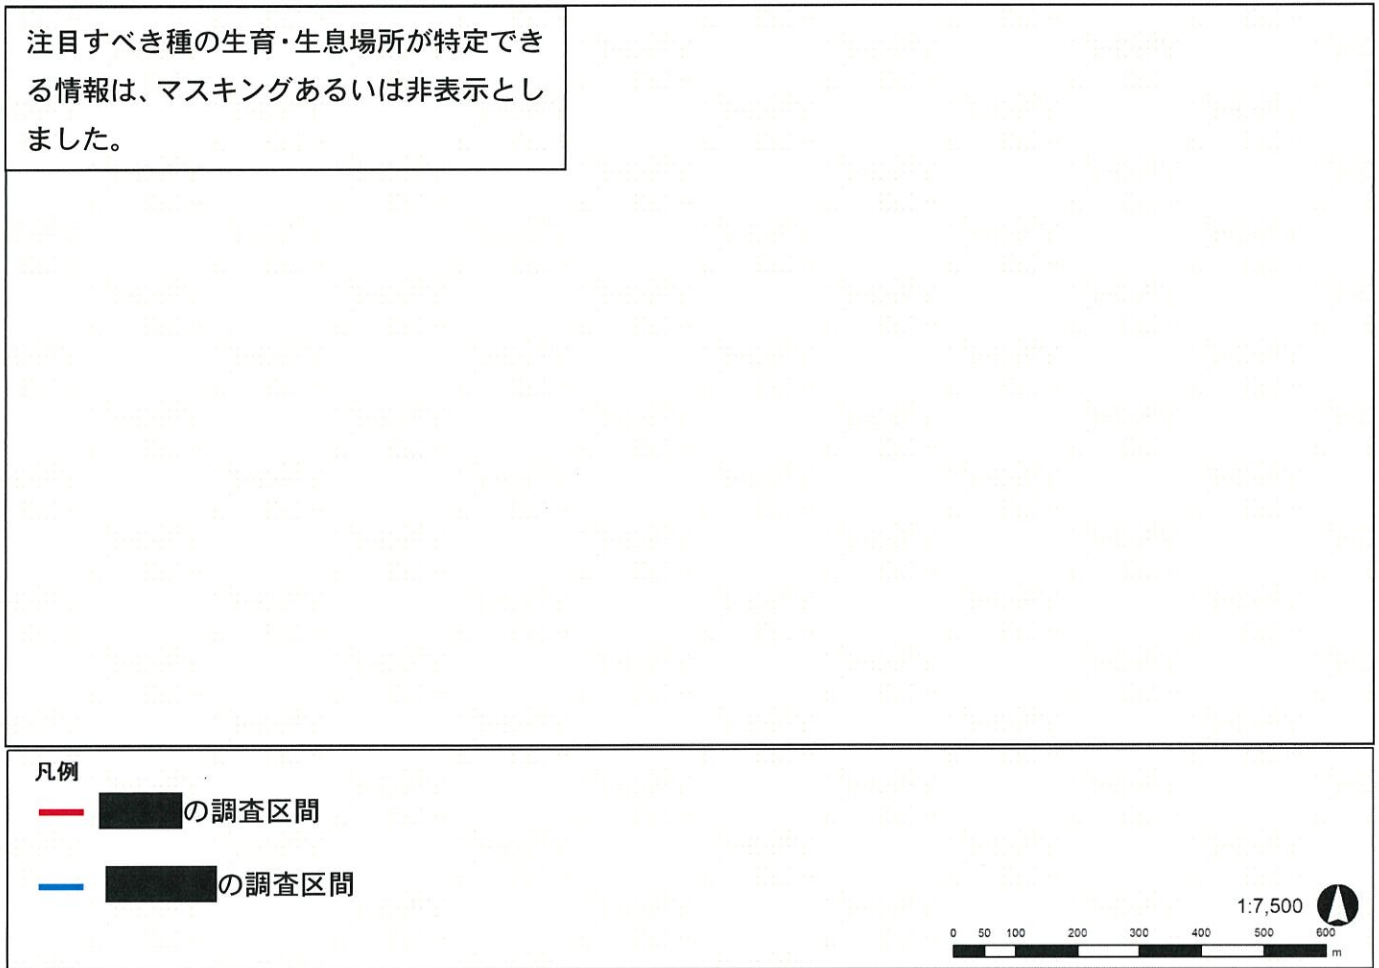 注目すべき種の生育・生息場所が特定でき
る情報は、マスキングあるいは非表示とし
ました。
凡例
の調査区間
の調査区間
1:7,500
0 50 100 200 300 400 500 600
m